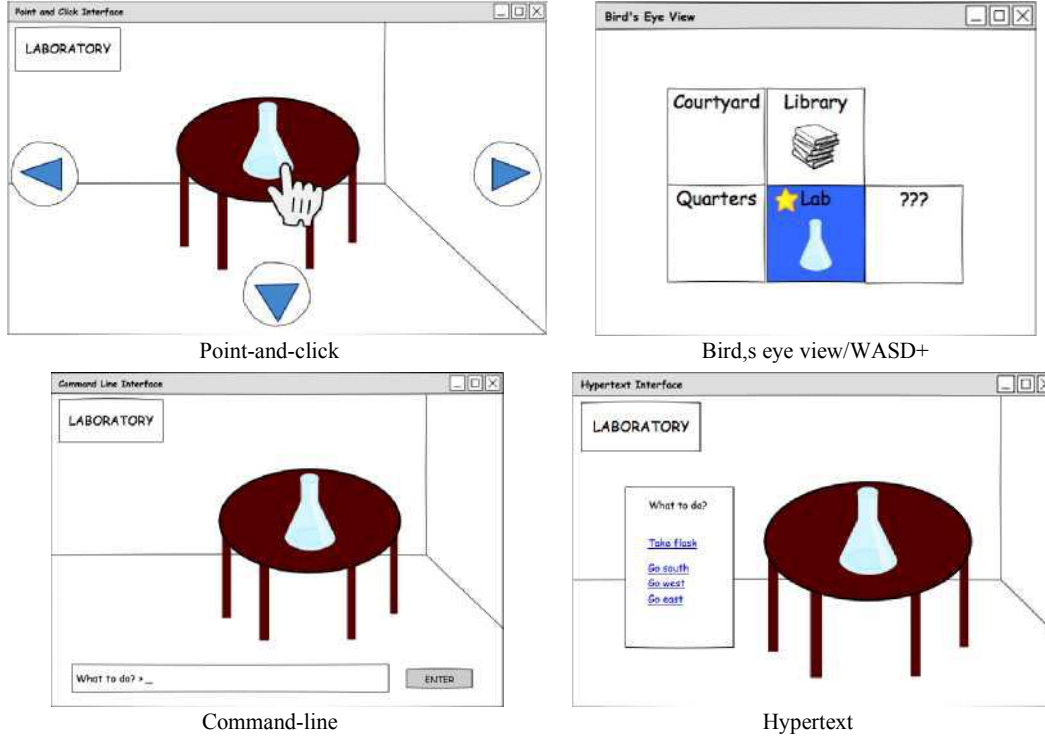 Point and Click Interface
LABORATORY
Point-and-click
Bird's Eye View
Courtyard Library
Quarters Lab ???
Bird,s eye view/WASD+
Command Line Interface
LABORATORY
What to do? > _ ENTER
Command-line
Hypertext Interface
LABORATORY
What to do?
Take flask
Go south
Go west
Go east
Hypertext